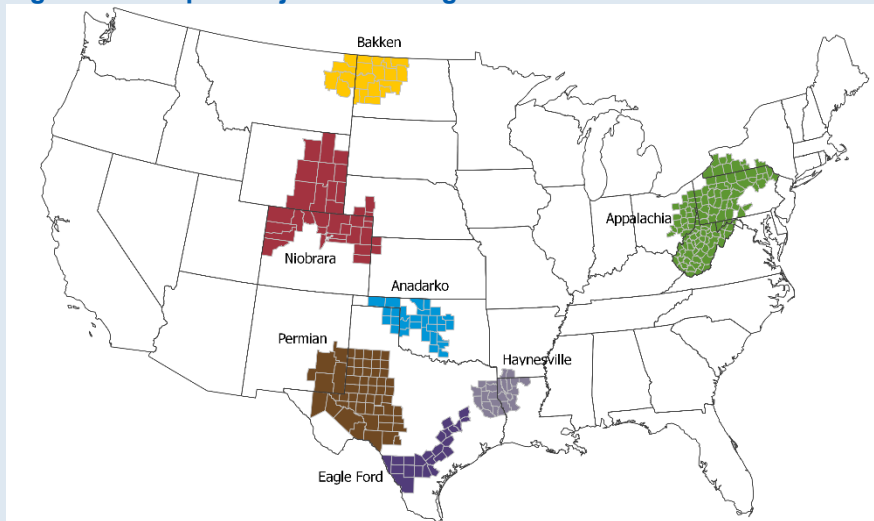 Bakken
Appalachia
Niobrara
Anadarko
Permian
Haynesville
Eagle Ford